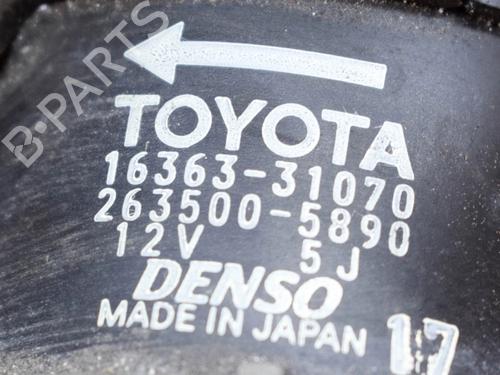 B-PARTS
TOYOTA
16363-31070
263500-5890
12V 5J
DENSO
MADE IN JAPAN 17